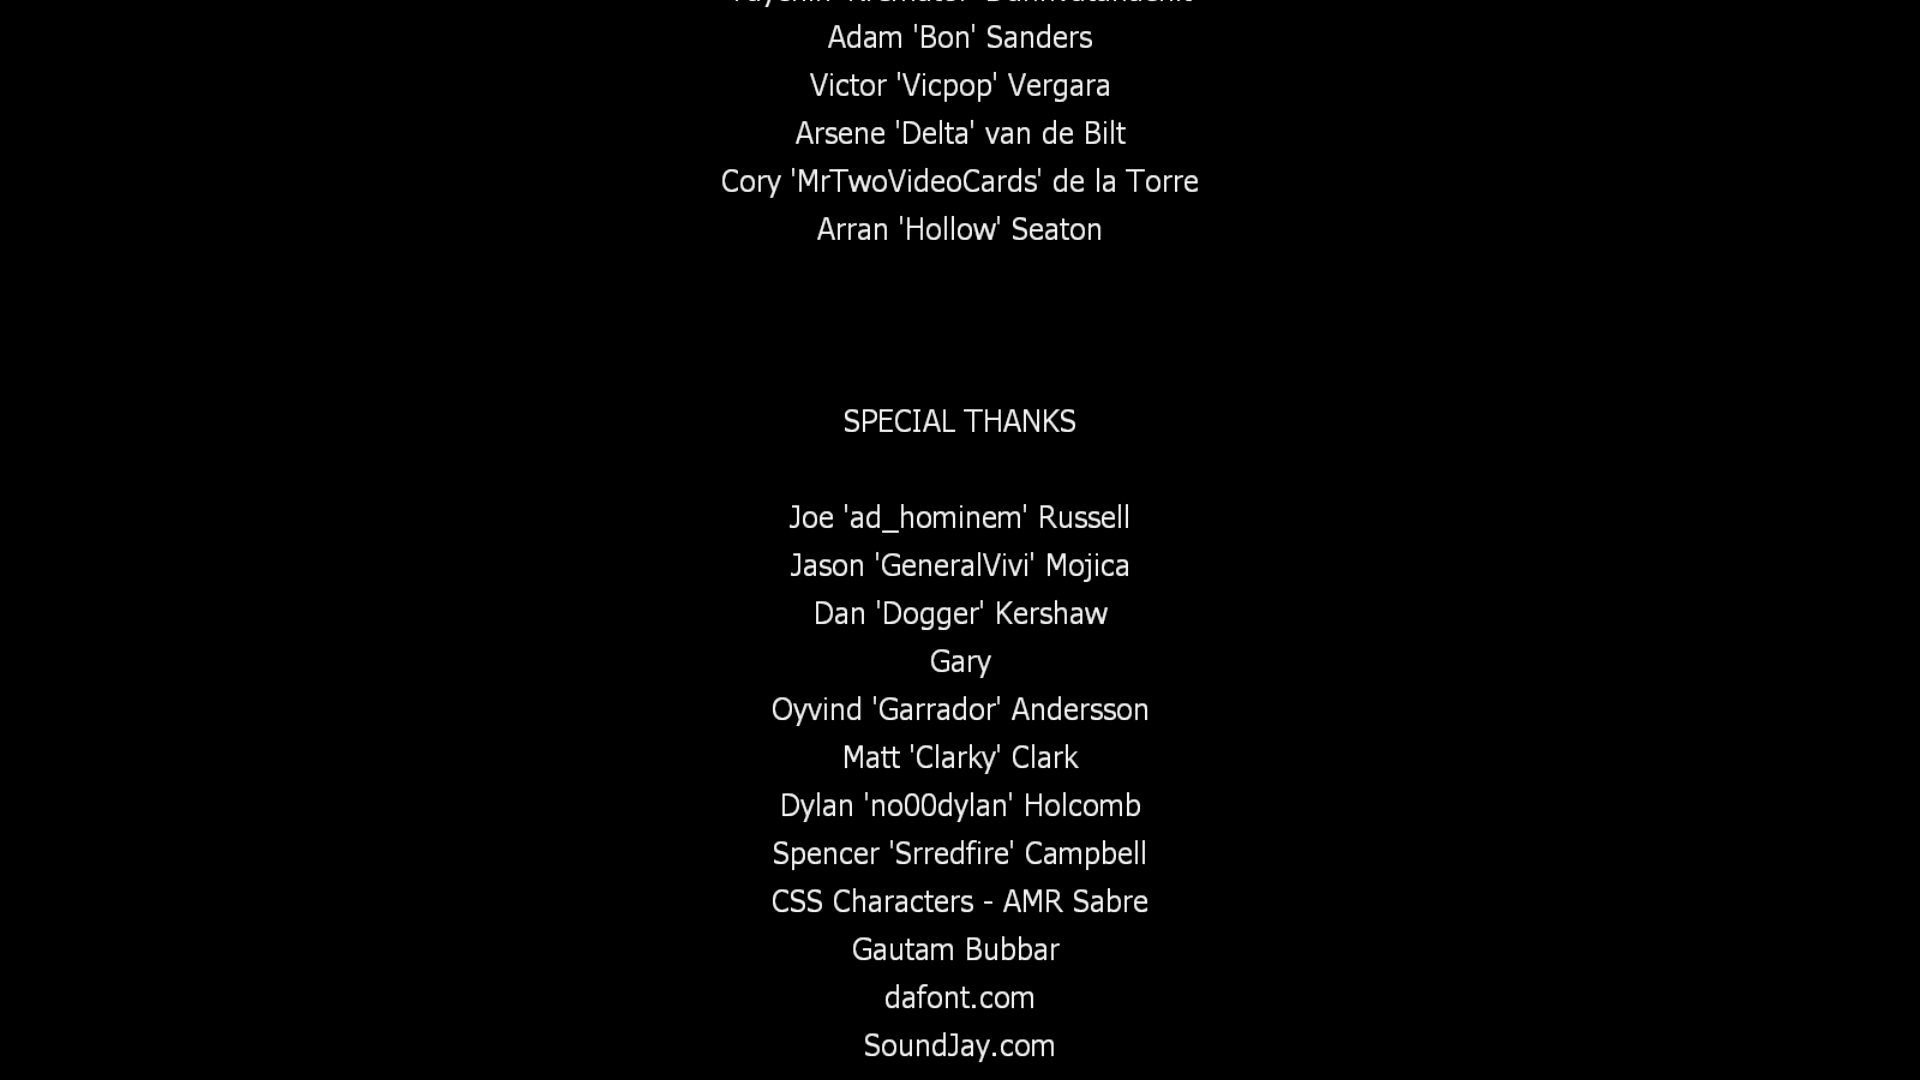 Adam 'Bon' Sanders
Victor 'Vicpop' Vergara
Arsene 'Delta' van de Bilt
Cory 'MrTwoVideoCards' de la Torre
Arran 'Hollow' Seaton
SPECIAL THANKS
Joe 'ad_hominem' Russell
Jason 'GeneralVivi' Mojica
Dan 'Dogger' Kershaw
Gary
Oyvind 'Garrador' Andersson
Matt 'Clarky' Clark
Dylan 'no00dylan' Holcomb
Spencer 'Srredfire' Campbell
CSS Characters - AMR Sabre
Gautam Bubbar
dafont.com
SoundJay.com